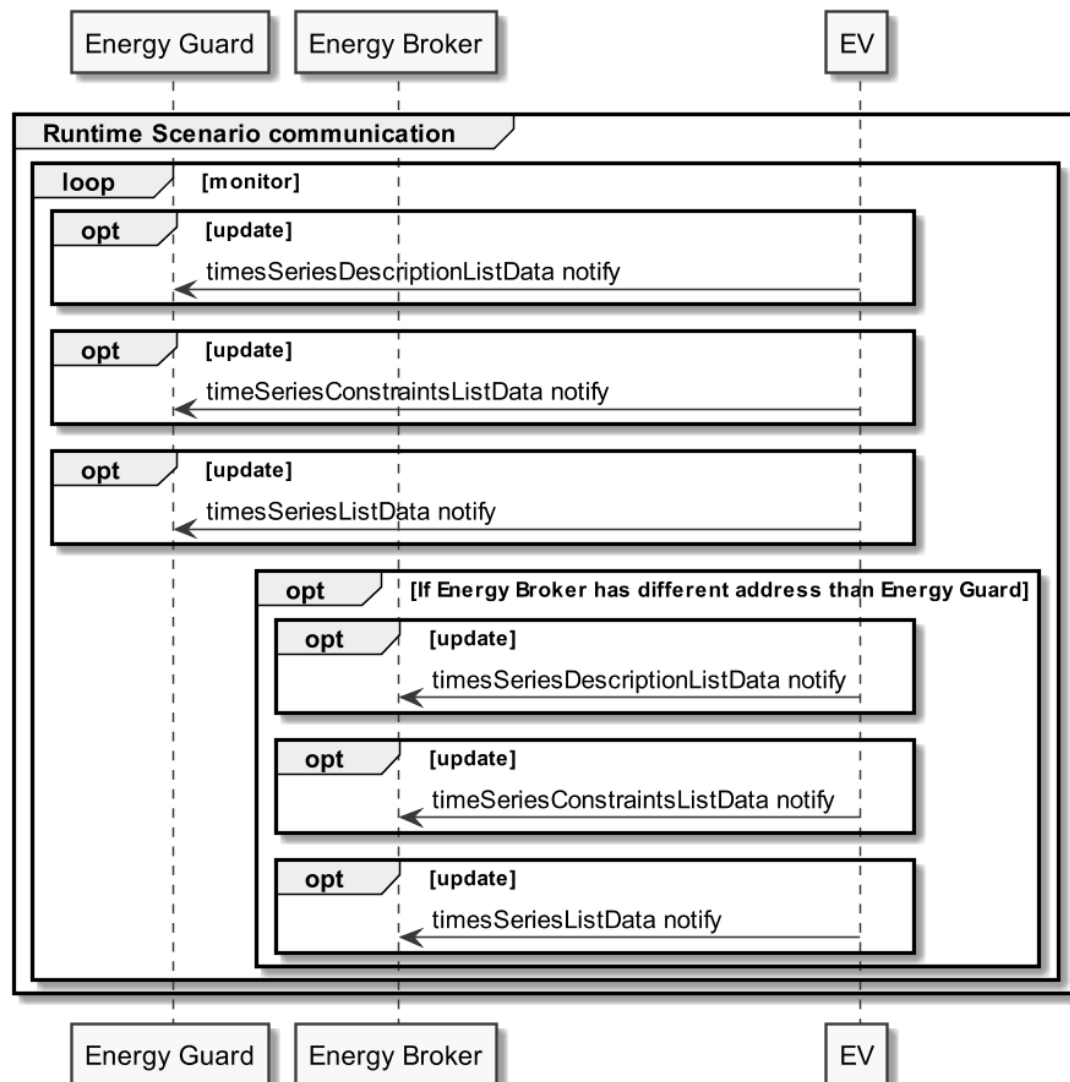 Energy Guard
Energy Broker
EV
Runtime Scenario communication
loop
[monitor]
opt
[update]
timesSeriesDescriptionListData notify
opt
[update]
timeSeriesConstraintsListData notify
opt
[update]
timesSeriesListData notify
opt
[If Energy Broker has different address than Energy Guard]
opt
[update]
timesSeriesDescriptionListData notify
opt
[update]
timeSeriesConstraintsListData notify
opt
[update]
timesSeriesListData notify
Energy Guard
Energy Broker
EV